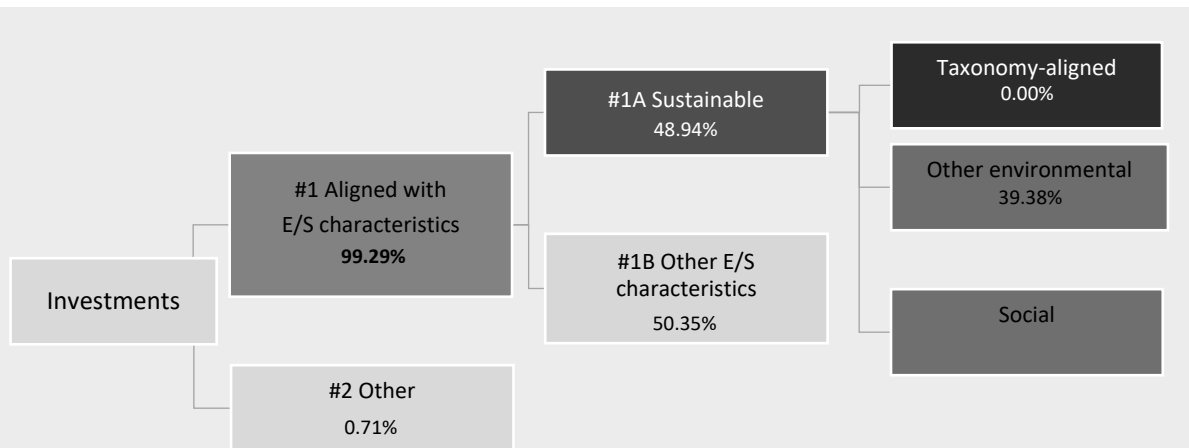 Investments
#1 Aligned with
E/S characteristics
99.29%
#2 Other
0.71%
#1A Sustainable
48.94%
#1B Other E/S
characteristics
50.35%
Taxonomy-aligned
0.00%
Other environmental
39.38%
Social